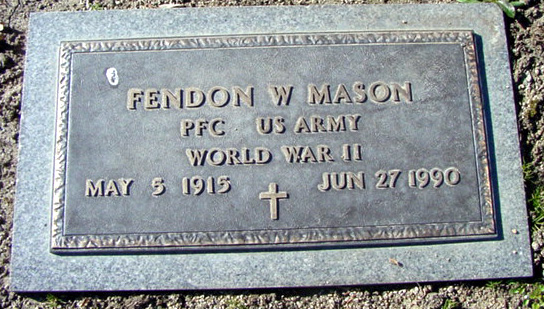 FENDON W MASON
PFC US ARMY
WORLD WAR II
MAY 5 1915 JUN 27 1990